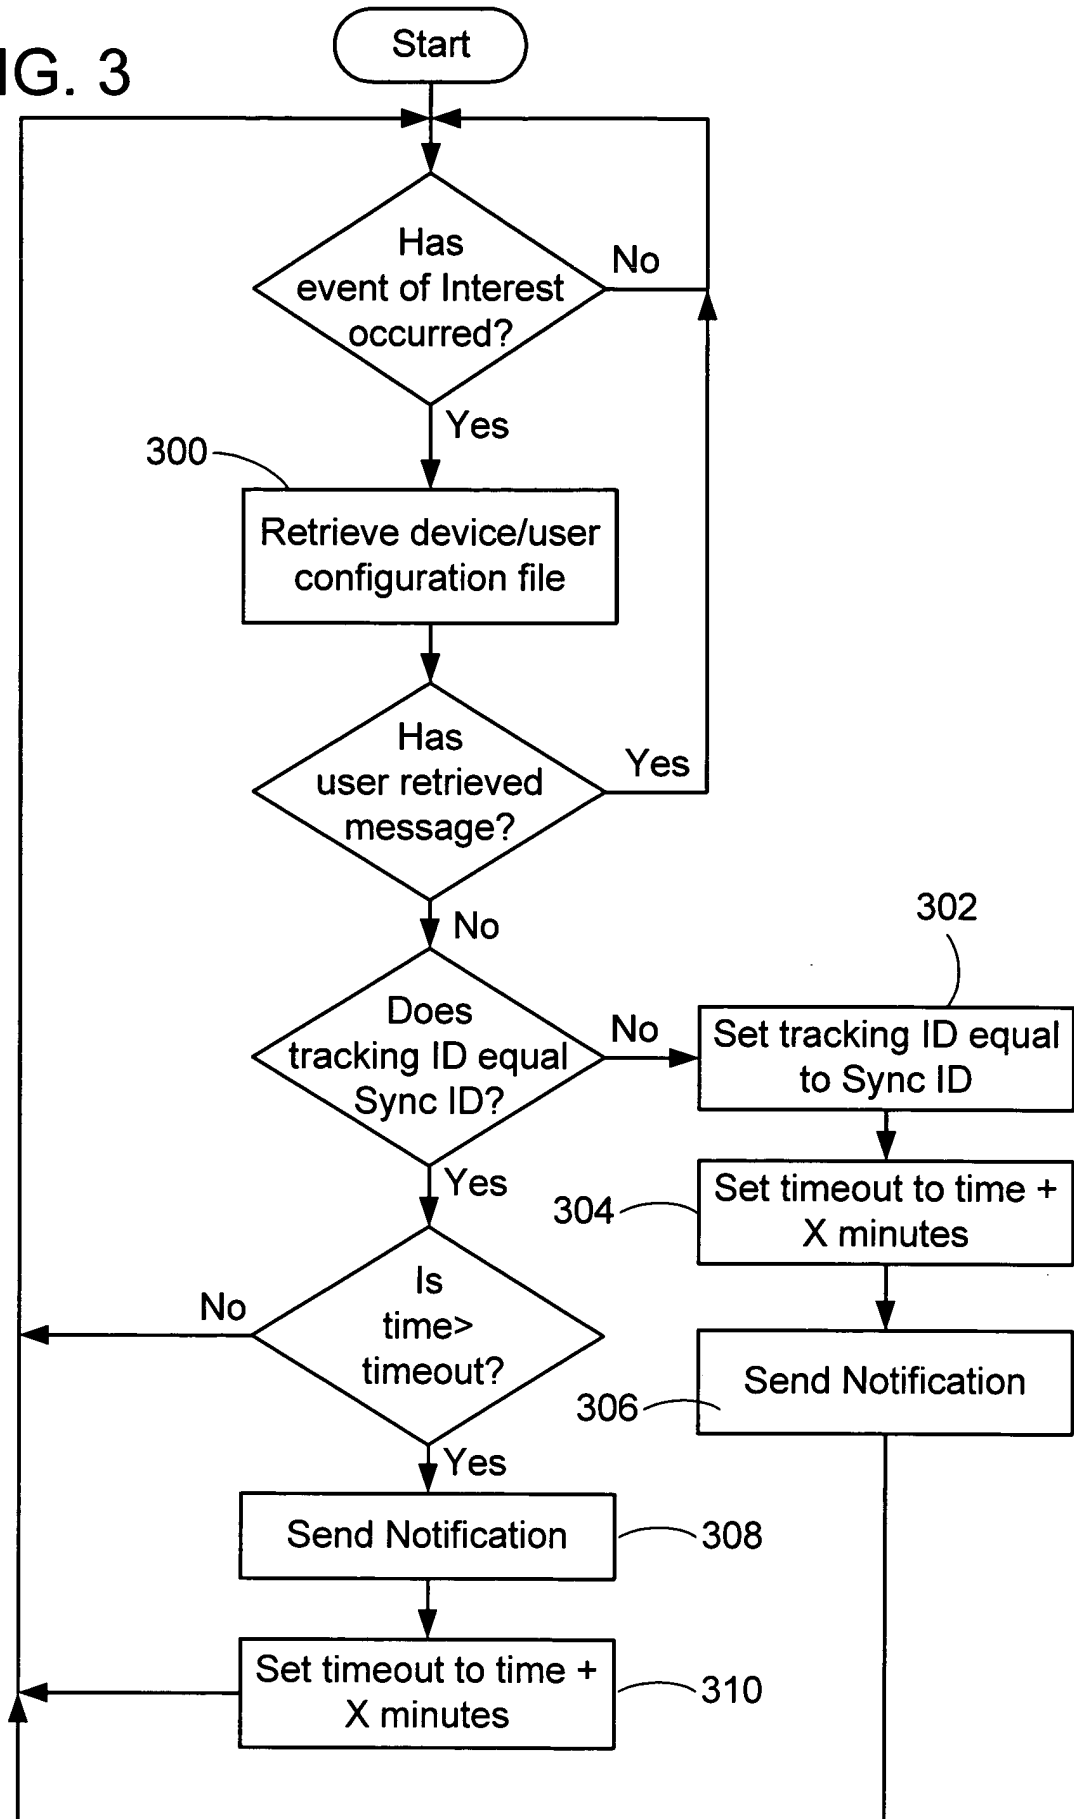 IG. 3
Start
Has
event of Interest
occurred?
No
Yes
300
Retrieve device/user
configuration file
Has
user retrieved
message?
Yes
No
302
Does
tracking ID equal
Sync ID?
No
Set tracking ID equal
to Sync ID
Yes
304
Set timeout to time +
X minutes
Is
time>
timeout?
No
306
Send Notification
Yes
Send Notification
308
Set timeout to time +
X minutes
310